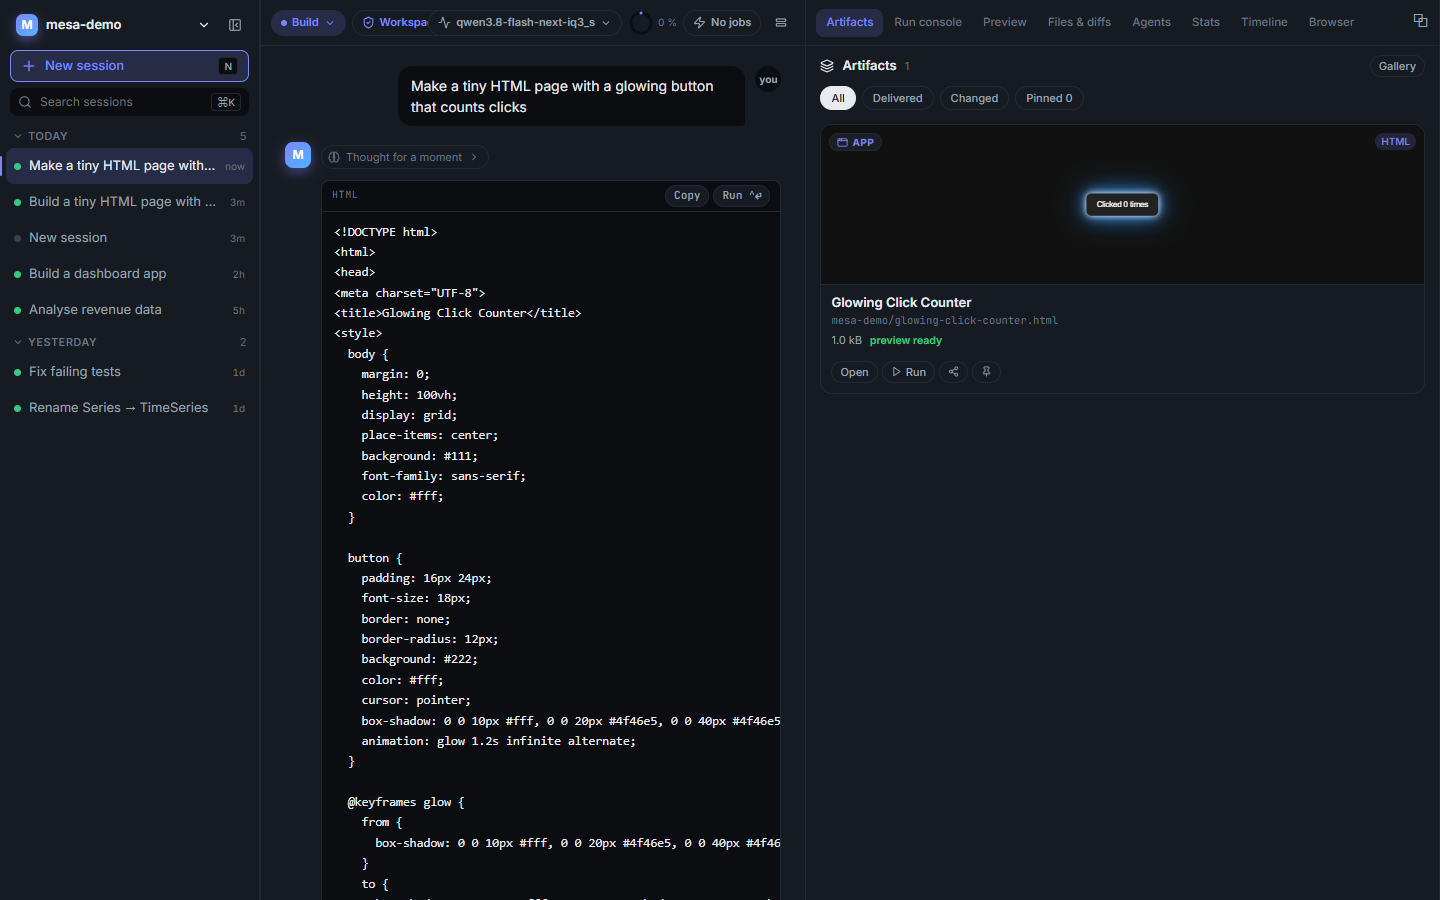 M mesa-demo
New session N
Search sessions ⌘K
TODAY 5
Make a tiny HTML page with... now
Build a tiny HTML page with ... 3m
New session 3m
Build a dashboard app 2h
Analyse revenue data 5h
YESTERDAY 2
Fix failing tests 1d
Rename Series → TimeSeries 1d
Build Workspa qwen3.8-flash-next-iq3_s 0 % No jobs
Make a tiny HTML page with a glowing button
that counts clicks
you
M Thought for a moment
HTML Copy Run ^↵
<!DOCTYPE html>
<html>
<head>
<meta charset="UTF-8">
<title>Glowing Click Counter</title>
<style>
body {
margin: 0;
height: 100vh;
display: grid;
place-items: center;
background: #111;
font-family: sans-serif;
color: #fff;
}
button {
padding: 16px 24px;
font-size: 18px;
border: none;
border-radius: 12px;
background: #222;
color: #fff;
cursor: pointer;
box-shadow: 0 0 10px #fff, 0 0 20px #4f46e5, 0 0 40px #4f46e5
animation: glow 1.2s infinite alternate;
}
@keyframes glow {
from {
box-shadow: 0 0 10px #fff, 0 0 20px #4f46e5, 0 0 40px #4f46
}
to {
Artifacts Run console Preview Files & diffs Agents Stats Timeline Browser
Artifacts 1 Gallery
All Delivered Changed Pinned 0
APP HTML
Clicked 0 times
Glowing Click Counter
mesa-demo/glowing-click-counter.html
1.0 kB preview ready
Open Run